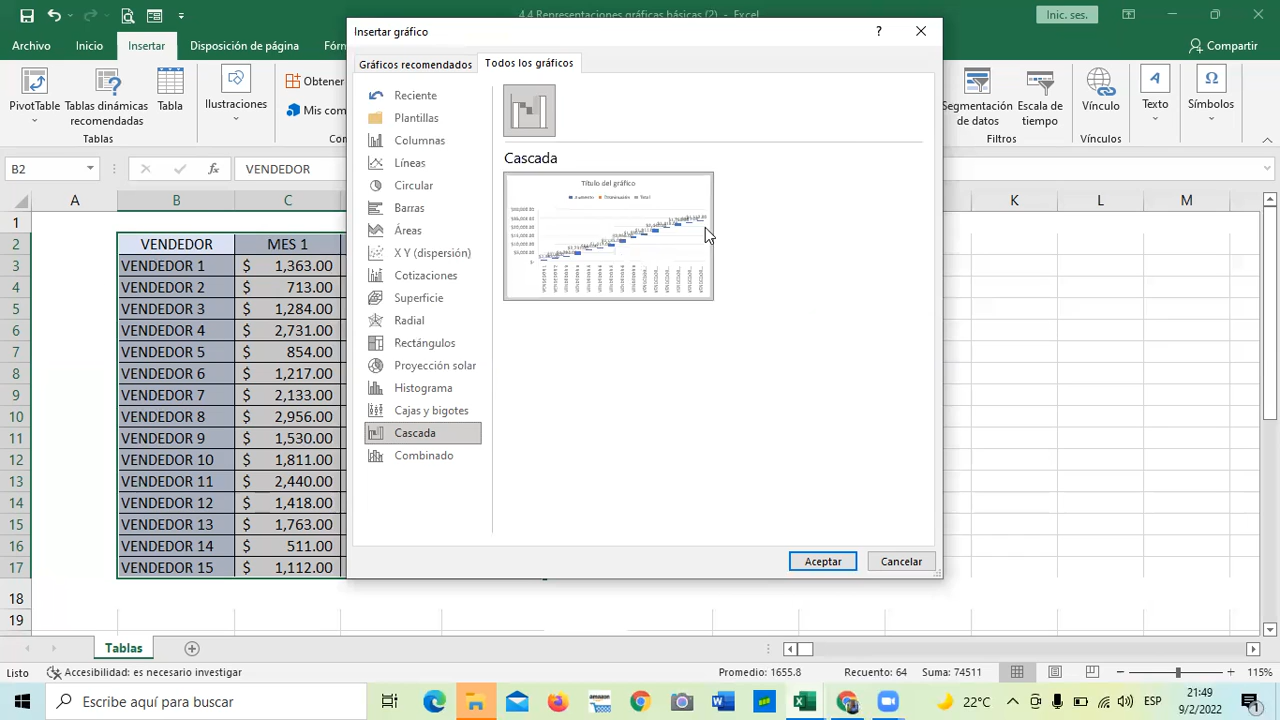 4.4 Representaciones gráficas básicas (2) - Excel
Inic. ses.
Insertar gráfico
?
Archivo
Inicio
Insertar
Disposición de página
Compartir
Gráficos recomendados
Todos los gráficos
PivotTable
Tablas dinámicas recomendadas
Tabla
Ilustraciones
Obtener
Mis com
Segmentación de datos
Escala de tiempo
Vínculo
Texto
Símbolos
Tablas
Filtros
Vínculos
B2
fx
VENDEDOR
Reciente
Plantillas
Columnas
Líneas
Circular
Barras
Áreas
X Y (dispersión)
Cotizaciones
Superficie
Radial
Rectángulos
Proyección solar
Histograma
Cajas y bigotes
Cascada
Combinado
Cascada
Título del gráfico
Total
Aceptar
Cancelar
A B C K L M
1
VENDEDOR MES 1
VENDEDOR 1 $ 1,363.00
4 VENDEDOR 2 $ 713.00
5 VENDEDOR 3 $ 1,284.00
6 VENDEDOR 4 $ 2,731.00
7 VENDEDOR 5 $ 854.00
8 VENDEDOR 6 $ 1,217.00
9 VENDEDOR 7 $ 2,133.00
10 VENDEDOR 8 $ 2,956.00
11 VENDEDOR 9 $ 1,530.00
12 VENDEDOR 10 $ 1,811.00
13 VENDEDOR 11 $ 2,440.00
14 VENDEDOR 12 $ 1,418.00
15 VENDEDOR 13 $ 1,763.00
16 VENDEDOR 14 $ 511.00
17 VENDEDOR 15 $ 1,112.00
18
19
Tablas
Listo
Accesibilidad: es necesario investigar
Promedio: 1655.8
Recuento: 64
Suma: 74511
115%
Escribe aquí para buscar
amazon
22°C
ESP
21:49
9/2/2022
1